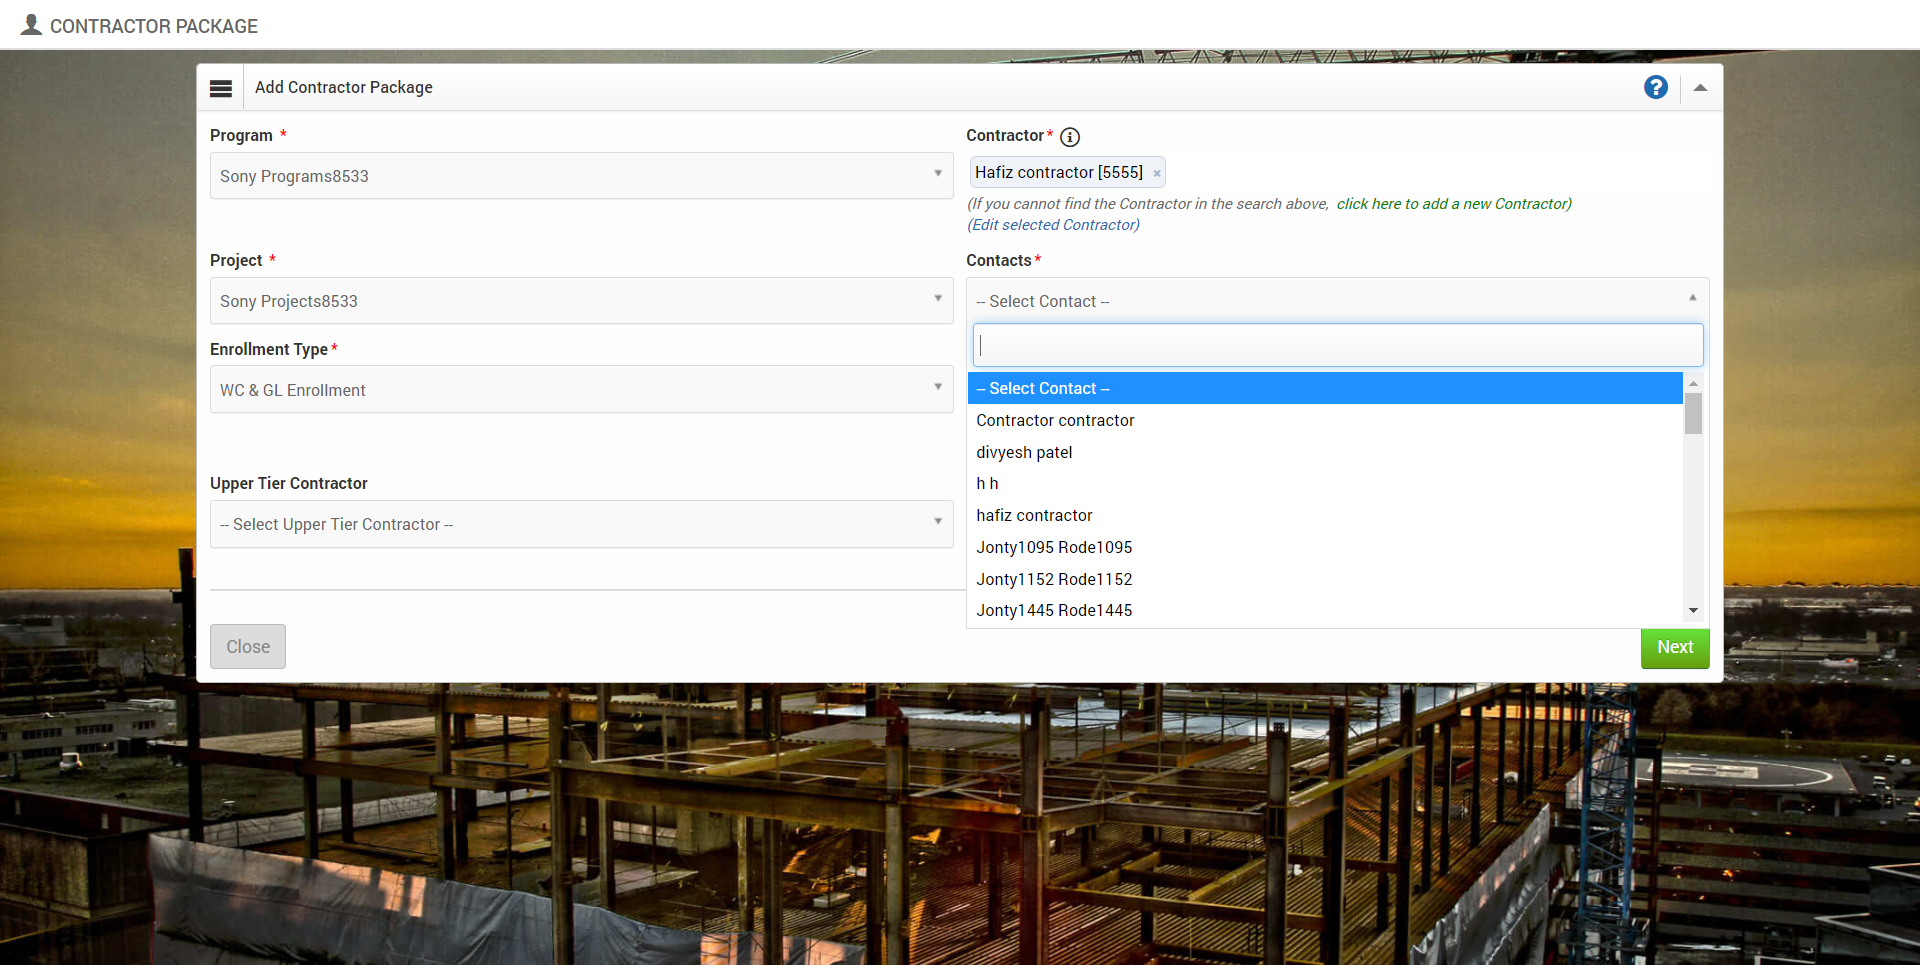 CONTRACTOR PACKAGE
Add Contractor Package
?
Program *
Sony Programs8533
Contractor * i
Hafiz contractor [5555] ×
(If you cannot find the Contractor in the search above, click here to add a new Contractor)
(Edit selected Contractor)
Project *
Sony Projects8533
Contacts *
-- Select Contact --
-- Select Contact --
Contractor contractor
divyesh patel
h h
hafiz contractor
Jonty1095 Rode1095
Jonty1152 Rode1152
Jonty1445 Rode1445
Enrollment Type *
WC & GL Enrollment
Upper Tier Contractor
-- Select Upper Tier Contractor --
Close
Next